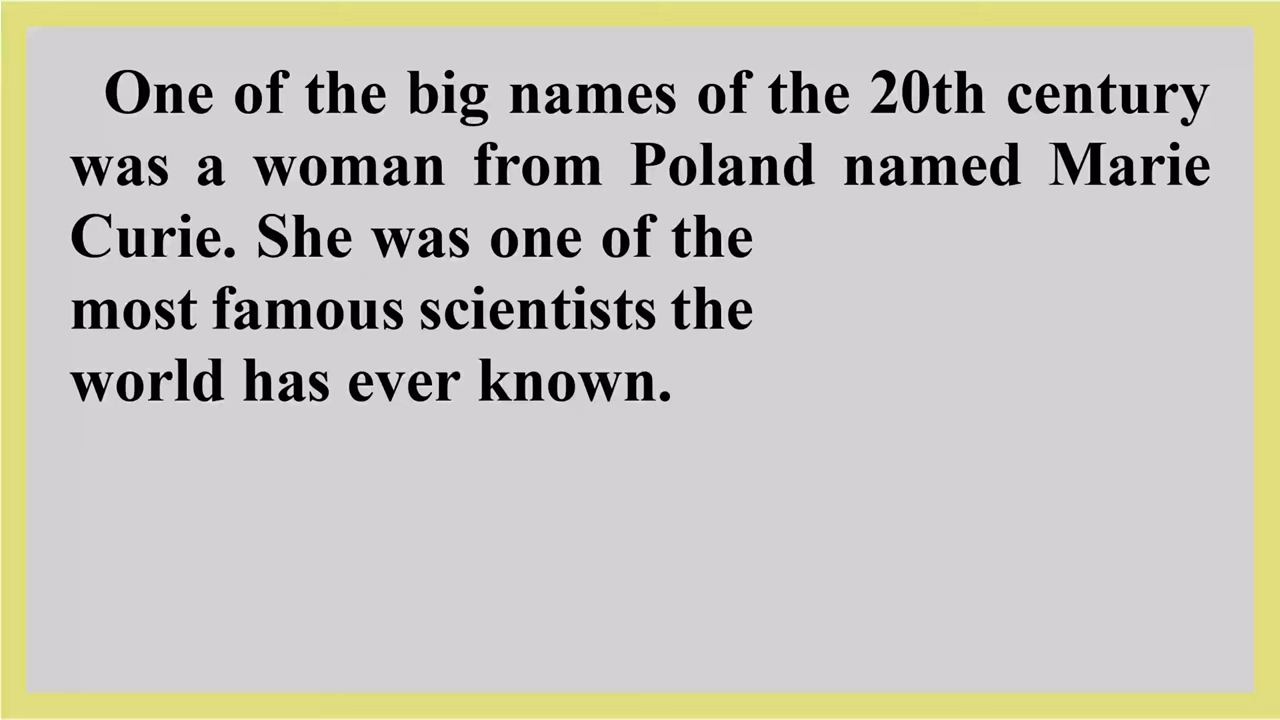 One of the big names of the 20th century
was a woman from Poland named Marie
Curie. She was one of the
most famous scientists the
world has ever known.